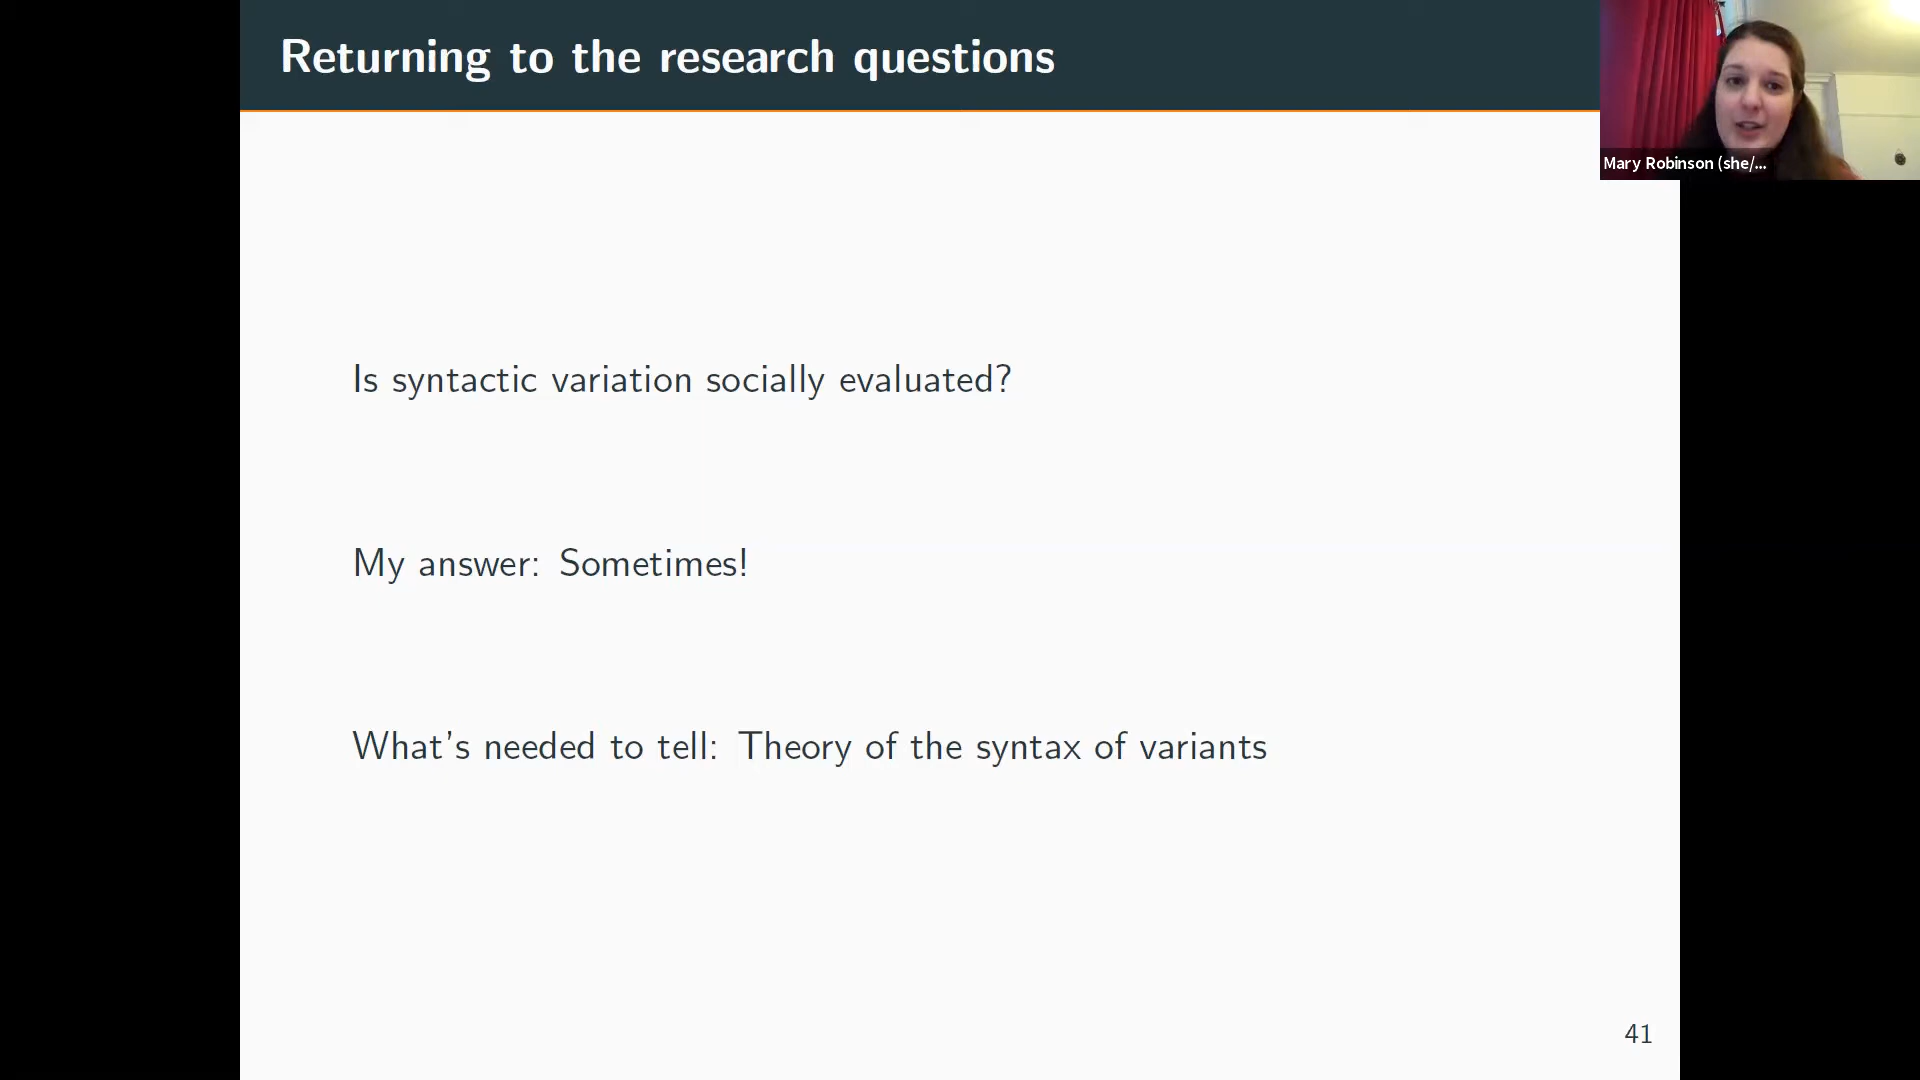 Returning to the research questions
Mary Robinson (she/...
Is syntactic variation socially evaluated?
My answer: Sometimes!
What's needed to tell: Theory of the syntax of variants
41